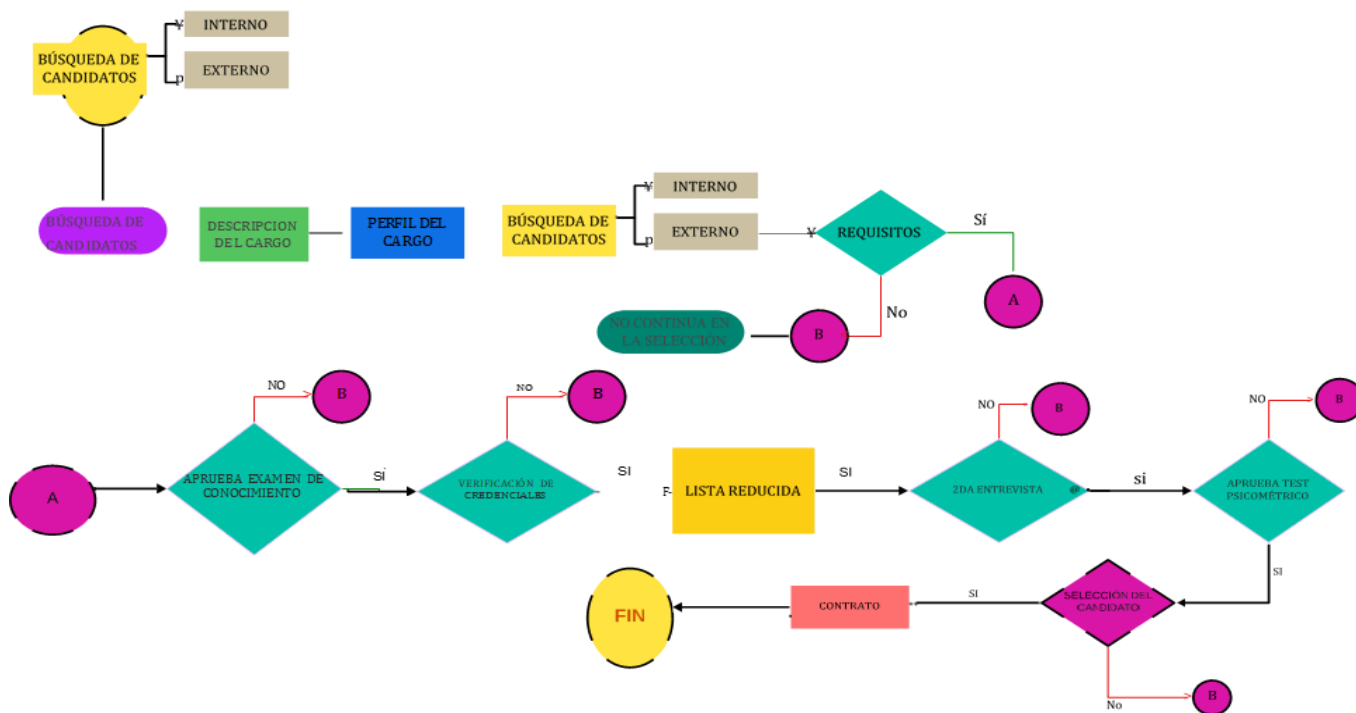 ¥ INTERNO
BÚSQUEDA DE
CANDIDATOS
p EXTERNO
BÚSQUEDA DE
CANDIDATOS
DESCRIPCION
DEL CARGO
PERFIL DEL
CARGO
BÚSQUEDA DE
CANDIDATOS
¥ INTERNO
p EXTERNO
¥ REQUISITOS
Sí
A
No
B
NO CONTINUA EN
LA SELECCIÓN
A
APRUEBA EXAMEN DE
CONOCIMIENTO
NO
B
SÍ
VERIFICACIÓN DE
CREDENCIALES
NO
B
SI
F
LISTA REDUCIDA
SI
2DA ENTREVISTA @
NO
B
sí
APRUEBA TEST
PSICOMÉTRICO
NO
B
SI
SELECCIÓN DEL
CANDIDATO
No
B
SI
CONTRATO
FIN